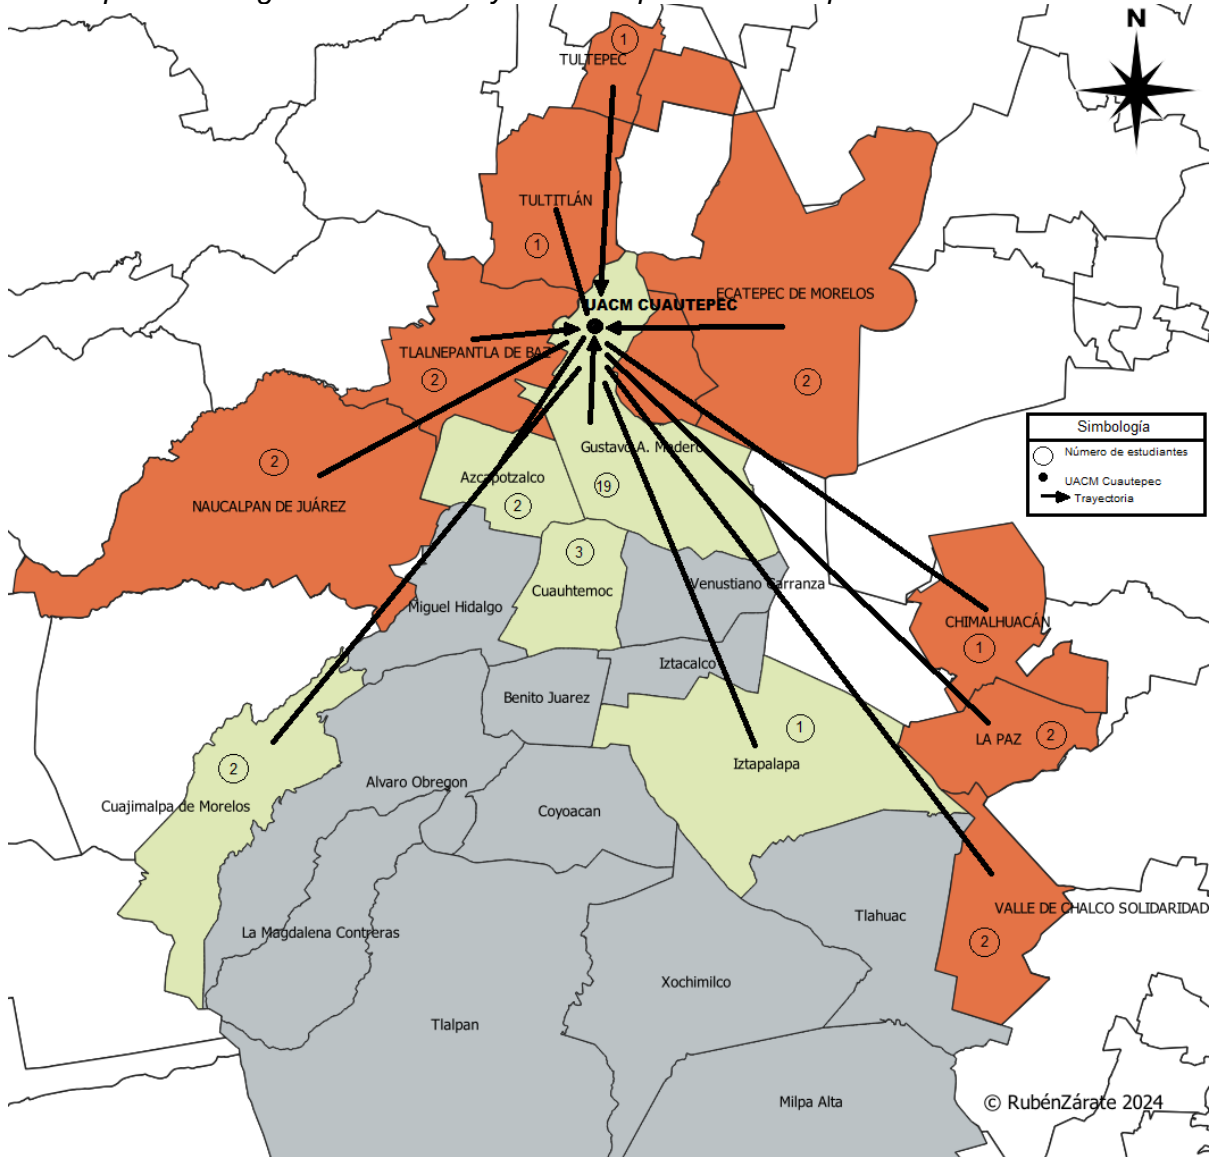 N
1
TULTEPEC
TULTITLÁN
1
ECATEPEC DE MORELOS
UACM CUAUTEPEC
TLALNEPANTLA DE BAZ
2
2
Simbología
Número de estudiantes
UACM Cuautepec
Trayectoria
Gustavo A. Madero
2
Azcapotzalco
19
2
NAUCALPAN DE JUÁREZ
3
Cuauhtemoc
Venustiano Carranza
Miguel Hidalgo
CHIMALHUACÁN
1
Iztacalco
Benito Juarez
1
LA PAZ
2
Iztapalapa
2
Cuajimalpa de Morelos
Alvaro Obregon
Coyoacan
VALLE DE CHALCO SOLIDARIDAD
2
Tlahuac
La Magdalena Contreras
Xochimilco
Tlalpan
Milpa Alta
© RubénZárate 2024